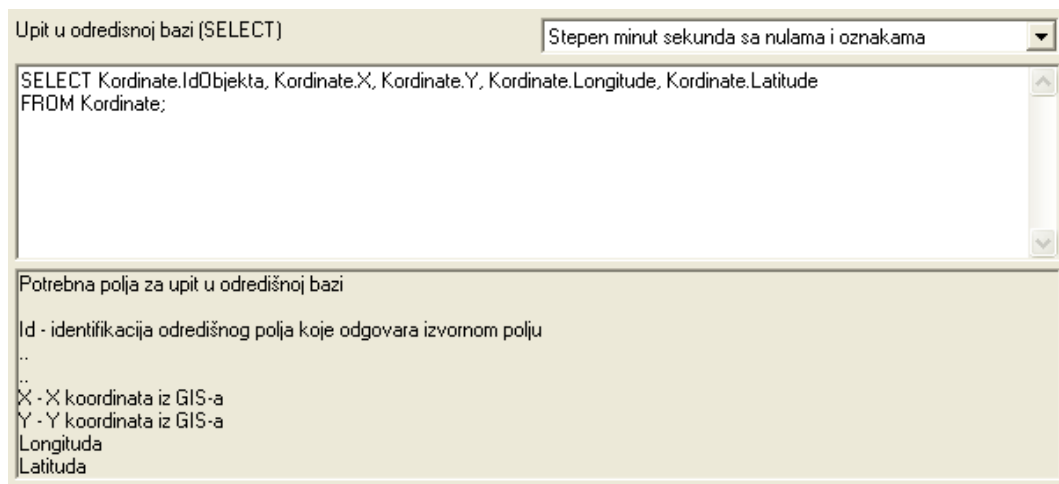 Upit u odredisnoj bazi (SELECT)
Stepen minut sekunda sa nulama i oznakama
SELECT Kordinate.IdObjekta, Kordinate.X, Kordinate.Y, Kordinate.Longitude, Kordinate.Latitude
FROM Kordinate;
Potrebna polja za upit u odredišnoj bazi
Id - identifikacija odredišnog polja koje odgovara izvornom polju
..
..
X - X koordinata iz GIS-a
Y - Y koordinata iz GIS-a
Longituda
Latituda